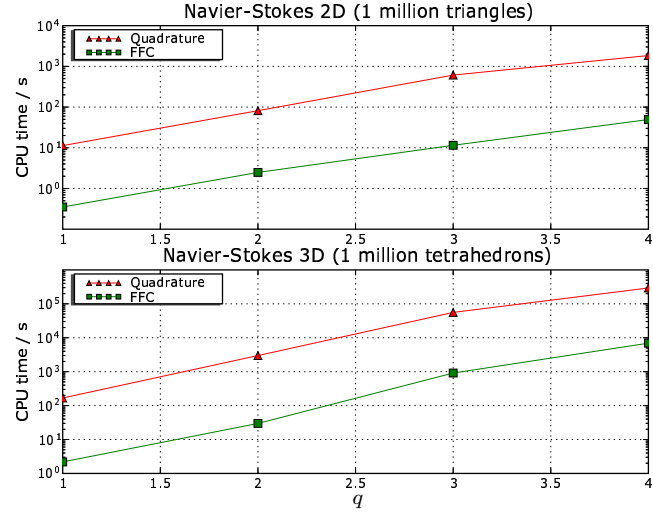 Navier-Stokes 2D (1 million triangles)
CPU time / s
10^4
10^3
10^2
10^1
10^0
Quadrature
FFC
1 1.5 2 2.5 3 3.5 4
Navier-Stokes 3D (1 million tetrahedrons)
CPU time / s
10^5
10^4
10^3
10^2
10^1
10^0
Quadrature
FFC
1 1.5 2 2.5 3 3.5 4
q